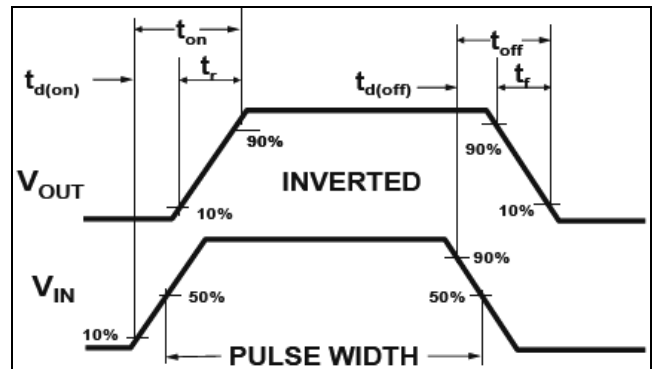 t_on
t_off
t_d(on)
t_r
t_d(off)
t_f
90%
90%
V_OUT
INVERTED
10%
10%
90%
V_IN
50%
50%
10%
PULSE WIDTH